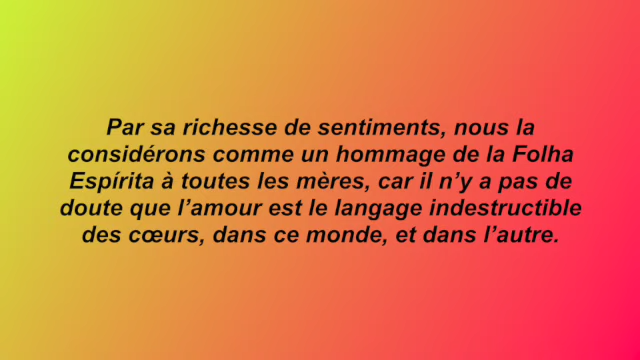 Par sa richesse de sentiments, nous la
considérons comme un hommage de la Folha
Espírita à toutes les mères, car il n’y a pas de
doute que l’amour est le langage indestructible
des cœurs, dans ce monde, et dans l’autre.